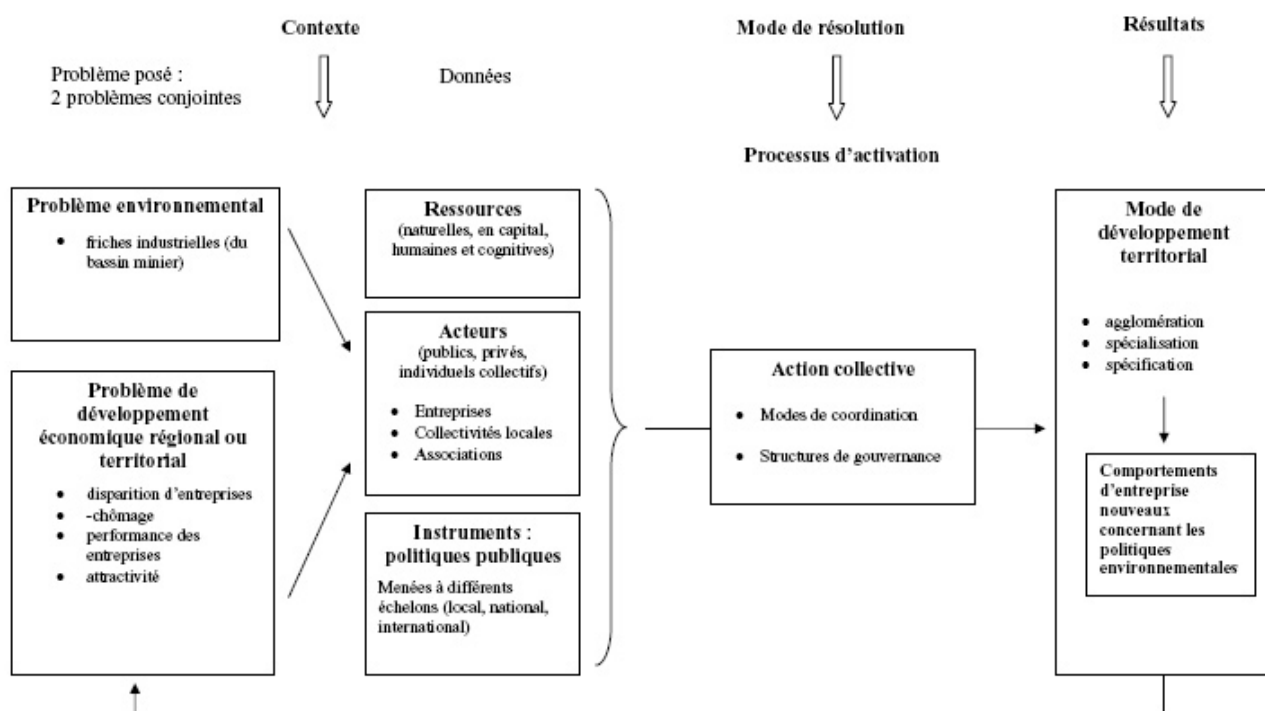 Contexte
Mode de résolution
Résultats
Problème posé :
2 problèmes conjointes
Données
Processus d'activation
Problème environnemental
• friches industrielles (du
bassin minier)
Problème de
développement
économique régional ou
territorial
• disparition d'entreprises
• -chômage
• performance des
entreprises
• attractivité
Ressources
(naturelles, en capital,
humaines et cognitives)
Acteurs
(publics, privés,
individuels collectifs)
• Entreprises
• Collectivités locales
• Associations
Instruments :
politiques publiques
Menées à différents
échelons (local, national,
international)
Action collective
• Modes de coordination
• Structures de gouvernance
Mode de
développement
territorial
• agglomération
• spécialisation
• spécification
Comportements
d'entreprise
nouveaux
concernant les
politiques
environnementales